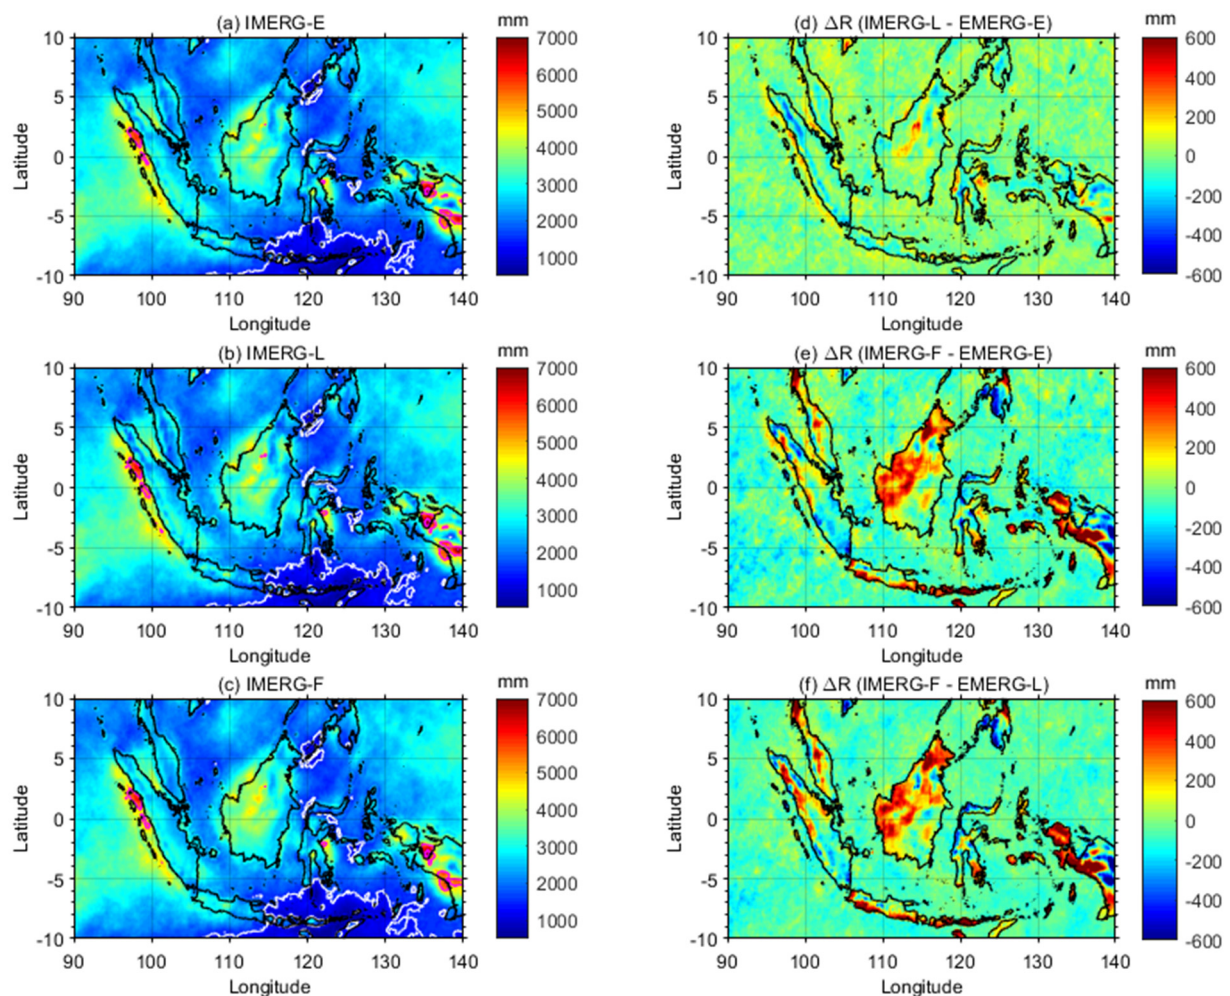 (a) IMERG-E
mm
10
5
0
-5
-10
Latitude
90 100 110 120 130 140
Longitude
7000
6000
5000
4000
3000
2000
1000
(d) ΔR (IMERG-L - EMERG-E)
mm
10
5
0
-5
-10
Latitude
90 100 110 120 130 140
Longitude
600
400
200
0
-200
-400
-600
(b) IMERG-L
mm
10
5
0
-5
-10
Latitude
90 100 110 120 130 140
Longitude
7000
6000
5000
4000
3000
2000
1000
(e) ΔR (IMERG-F - EMERG-E)
mm
10
5
0
-5
-10
Latitude
90 100 110 120 130 140
Longitude
600
400
200
0
-200
-400
-600
(c) IMERG-F
mm
10
5
0
-5
-10
Latitude
90 100 110 120 130 140
Longitude
7000
6000
5000
4000
3000
2000
1000
(f) ΔR (IMERG-F - EMERG-L)
mm
10
5
0
-5
-10
Latitude
90 100 110 120 130 140
Longitude
600
400
200
0
-200
-400
-600